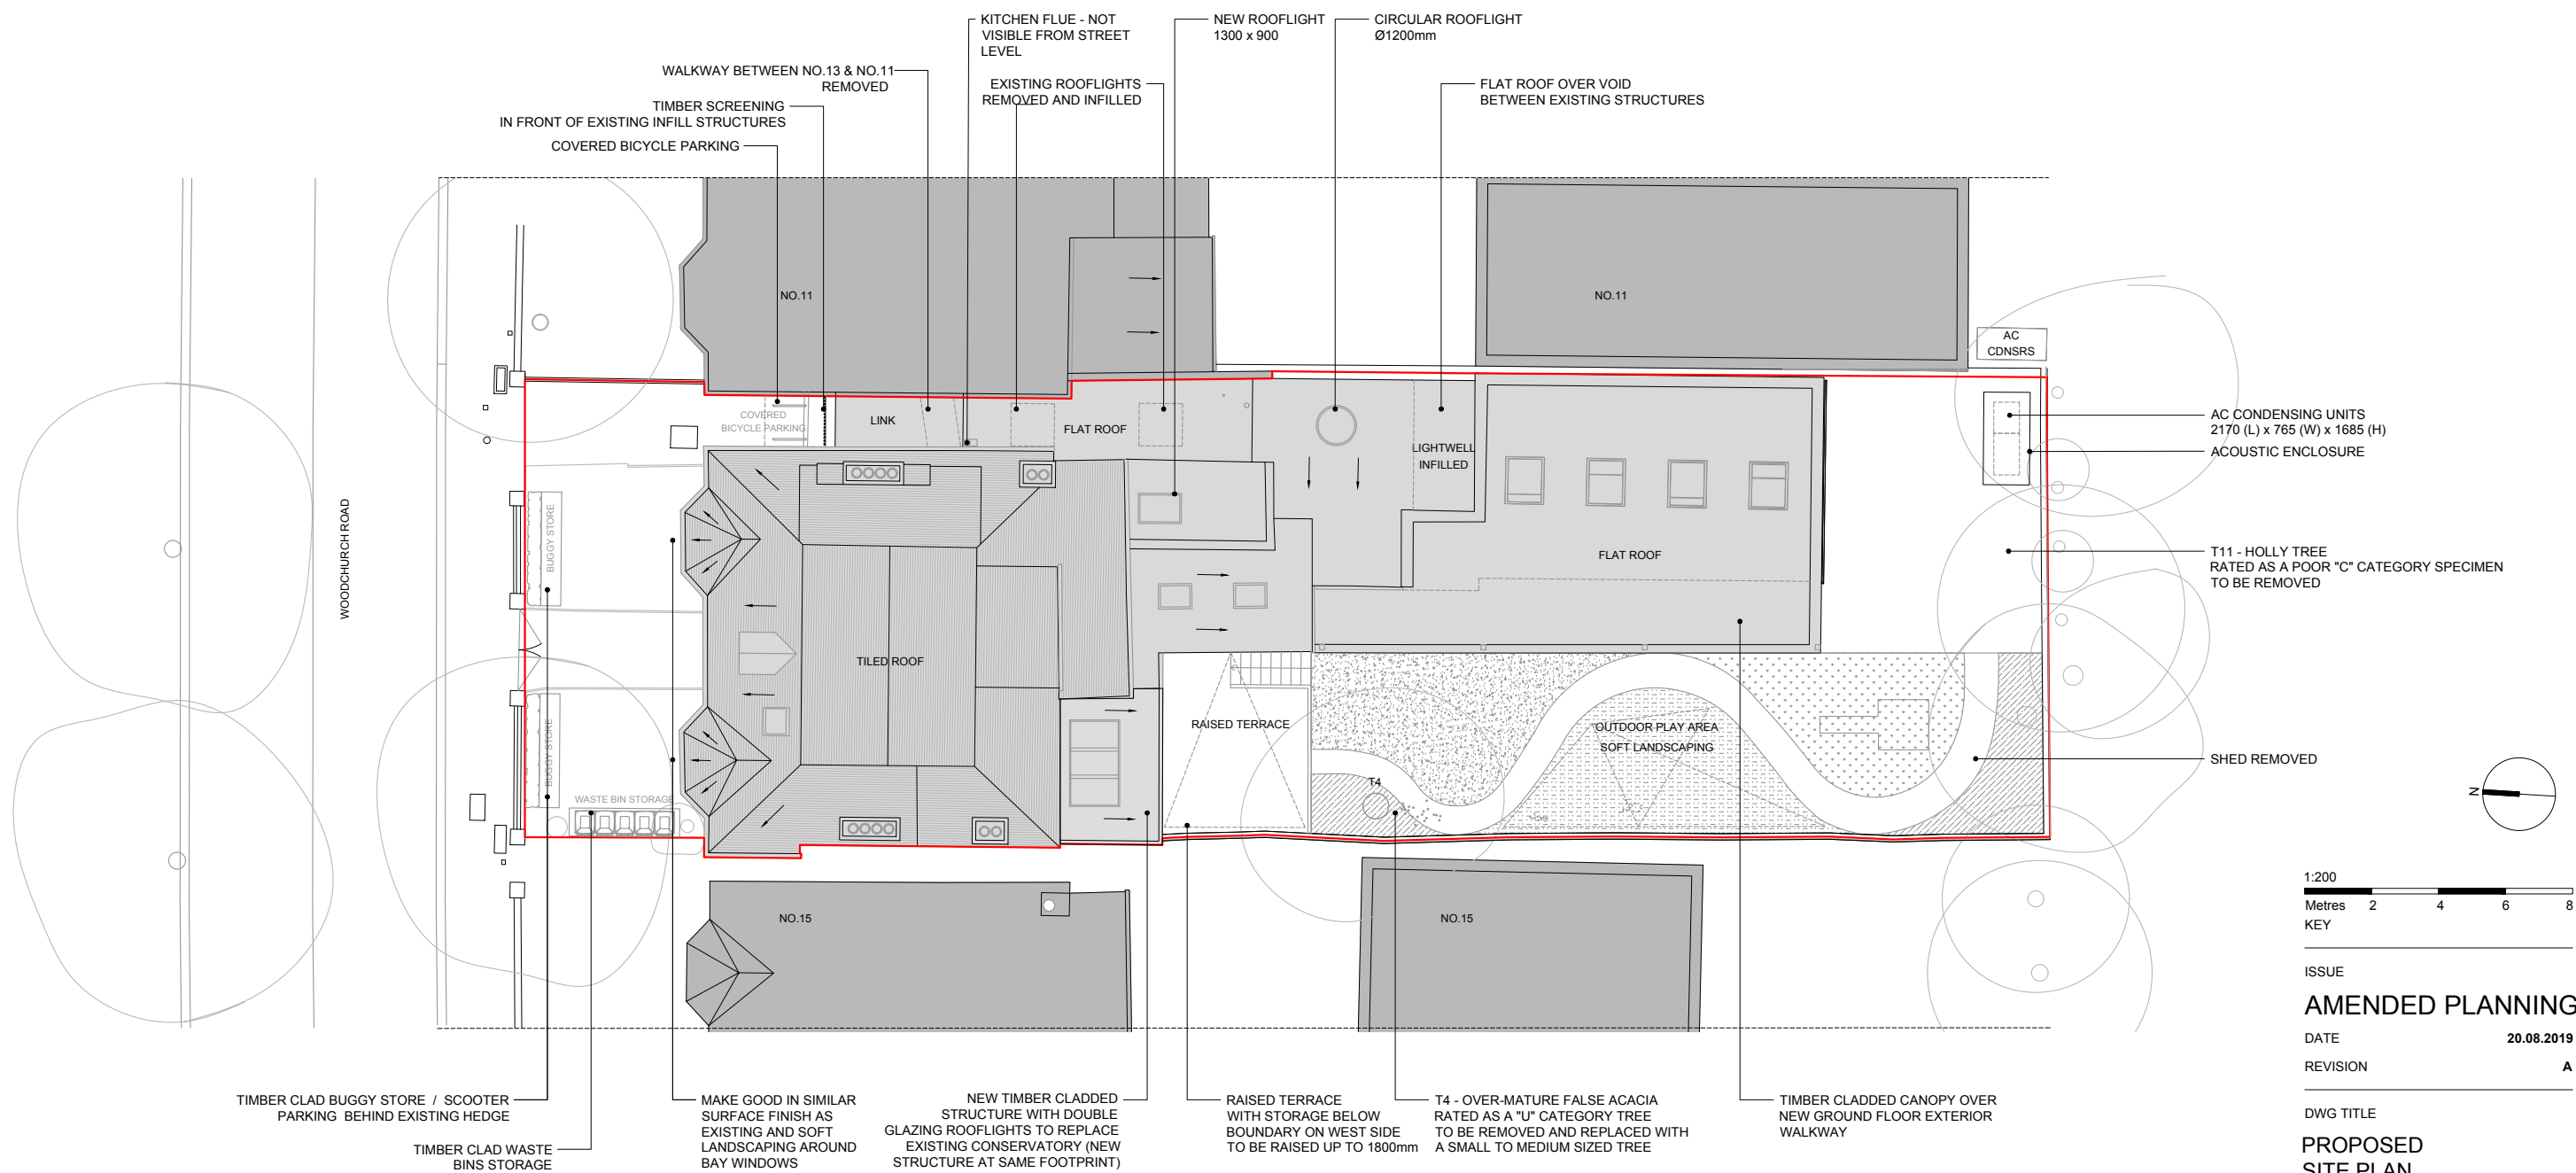 KITCHEN FLUE - NOT
VISIBLE FROM STREET
LEVEL
NEW ROOFLIGHT
1300 x 900
CIRCULAR ROOFLIGHT
Ø1200mm
WALKWAY BETWEEN NO.13 & NO.11
REMOVED
EXISTING ROOFLIGHTS
REMOVED AND INFILLED
FLAT ROOF OVER VOID
BETWEEN EXISTING STRUCTURES
TIMBER SCREENING
IN FRONT OF EXISTING INFILL STRUCTURES
COVERED BICYCLE PARKING
NO.11
NO.11
AC
CDNSRS
COVERED
BICYCLE PARKING
LINK
FLAT ROOF
LIGHTWELL
INFILLED
AC CONDENSING UNITS
2170 (L) x 765 (W) x 1685 (H)
ACOUSTIC ENCLOSURE
WOODCHURCH ROAD
BUGGY STORE
FLAT ROOF
T11 - HOLLY TREE
RATED AS A POOR "C" CATEGORY SPECIMEN
TO BE REMOVED
TILED ROOF
BUGGY STORE
RAISED TERRACE
OUTDOOR PLAY AREA
SOFT LANDSCAPING
T4
SHED REMOVED
WASTE BIN STORAGE
N
NO.15
NO.15
1:200
Metres 2 4 6 8
KEY
ISSUE
AMENDED PLANNING
DATE 20.08.2019
REVISION A
DWG TITLE
PROPOSED
SITE PLAN
TIMBER CLAD BUGGY STORE / SCOOTER
PARKING BEHIND EXISTING HEDGE
TIMBER CLAD WASTE
BINS STORAGE
MAKE GOOD IN SIMILAR
SURFACE FINISH AS
EXISTING AND SOFT
LANDSCAPING AROUND
BAY WINDOWS
NEW TIMBER CLADDED
STRUCTURE WITH DOUBLE
GLAZING ROOFLIGHTS TO REPLACE
EXISTING CONSERVATORY (NEW
STRUCTURE AT SAME FOOTPRINT)
RAISED TERRACE
WITH STORAGE BELOW
BOUNDARY ON WEST SIDE
TO BE RAISED UP TO 1800mm
T4 - OVER-MATURE FALSE ACACIA
RATED AS A "U" CATEGORY TREE
TO BE REMOVED AND REPLACED WITH
A SMALL TO MEDIUM SIZED TREE
TIMBER CLADDED CANOPY OVER
NEW GROUND FLOOR EXTERIOR
WALKWAY